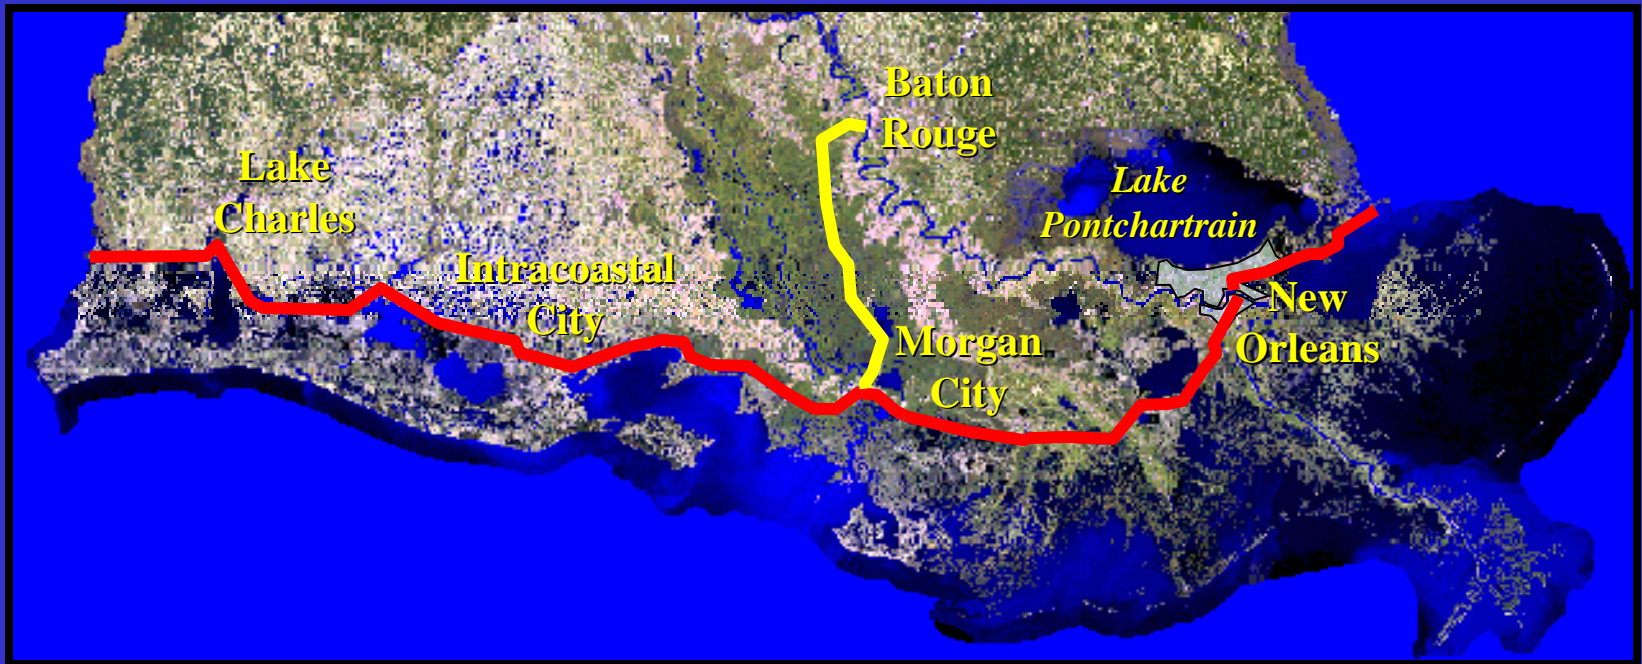 Baton
Rouge
Lake
Charles
Lake
Pontchartrain
Intracoastal
City
New
Orleans
Morgan
City